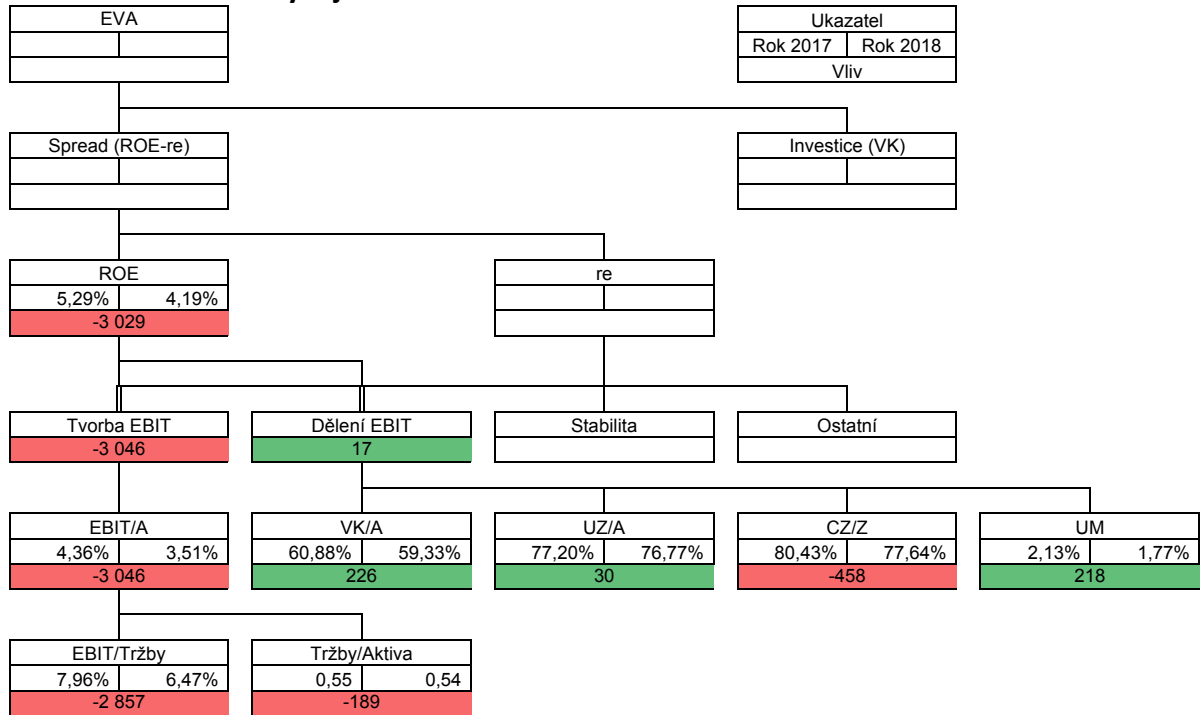 EVA
Ukazatel
Rok 2017 Rok 2018
Vliv
Spread (ROE-re)
Investice (VK)
ROE
re
5,29% 4,19%
-3 029
Tvorba EBIT
Dělení EBIT
Stabilita
Ostatní
-3 046
17
EBIT/A
VK/A
UZ/A
CZ/Z
UM
4,36% 3,51%
60,88% 59,33%
77,20% 76,77%
80,43% 77,64%
2,13% 1,77%
-3 046
226
30
-458
218
EBIT/Tržby
Tržby/Aktiva
7,96% 6,47%
0,55 0,54
-2 857
-189